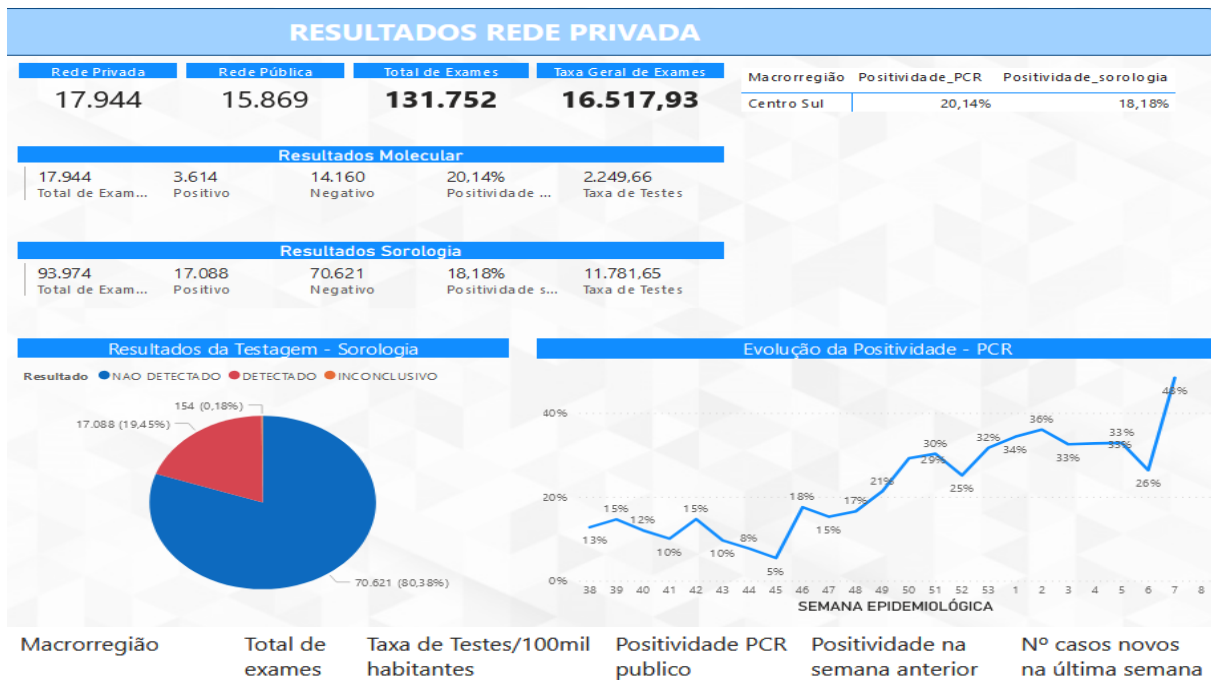 RESULTADOS REDE PRIVADA
Rede Privada Rede Pública Total de Exames Taxa Geral de Exames
17.944 15.869 131.752 16.517,93
Macrorregião Positividade_PCR Positividade_sorologia
Centro Sul 20,14% 18,18%
Resultados Molecular
17.944 3.614 14.160 20,14% 2.249,66
Total de Exam... Positivo Negativo Positividade ... Taxa de Testes
Resultados Sorologia
93.974 17.088 70.621 18,18% 11.781,65
Total de Exam... Positivo Negativo Positividade s... Taxa de Testes
Resultados da Testagem - Sorologia
Resultado NAO DETECTADO DETECTADO INCONCLUSIVO
154 (0,18%)
17.088 (19,45%)
70.621 (80,38%)
Evolução da Positividade - PCR
40%
20%
0%
13% 15% 12% 10% 15% 10% 8% 5% 18% 15% 17% 21% 29% 30% 25% 32% 34% 36% 33% 33% 33% 26%
38 39 40 41 42 43 44 45 46 47 48 49 50 51 52 53 1 2 3 4 5 6 7 8
SEMANA EPIDEMIOLÓGICA
Macrorregião Total de Taxa de Testes/100mil Positividade PCR Positividade na Nº casos novos
exames habitantes publico semana anterior na última semana